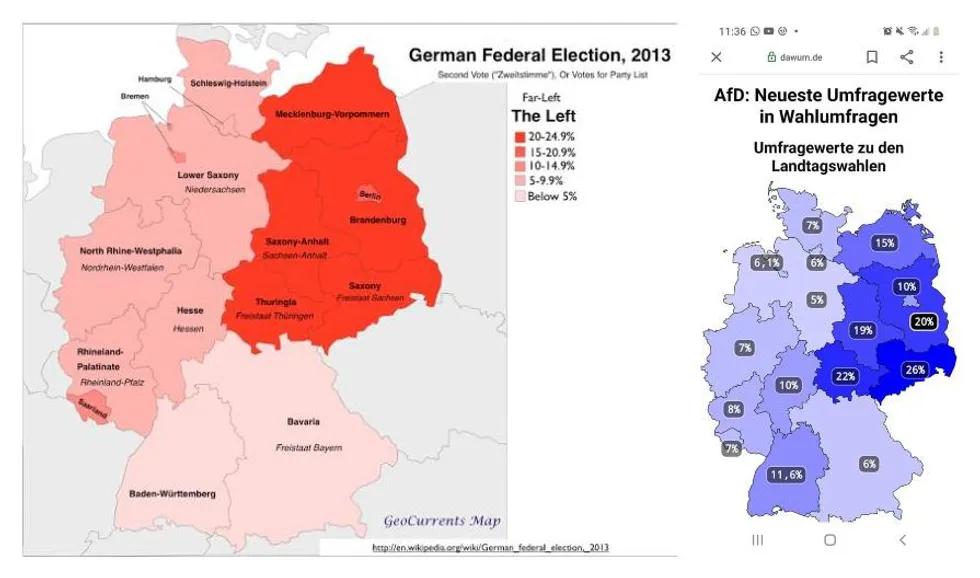 German Federal Election, 2013
Second Vote ("Zweitstimme"), Or Votes for Party List
Far-Left
The Left
20-24.9%
15-20.9%
10-14.9%
5-9.9%
Below 5%
Hamburg
Schleswig-Holstein
Bremen
Mecklenburg-Vorpommern
Lower Saxony
Niedersachsen
Berlin
Brandenburg
North Rhine-Westphalia
Nordrhein-Westfalen
Saxony-Anhalt
Sachsen-Anhalt
Saxony
Freistaat Sachsen
Thuringia
Freistaat Thüringen
Hesse
Hessen
Rhineland-
Palatinate
Rheinland-Pfalz
Saarland
Bavaria
Freistaat Bayern
Baden-Württemberg
GeoCurrents Map
http://en.wikipedia.org/wiki/German_federal_election,_2013
11:36
dawum.de
AfD: Neueste Umfragewerte
in Wahlumfragen
Umfragewerte zu den
Landtagswahlen
7%
15%
6,1%
6%
10%
5%
20%
19%
7%
26%
22%
10%
8%
7%
11,6%
6%